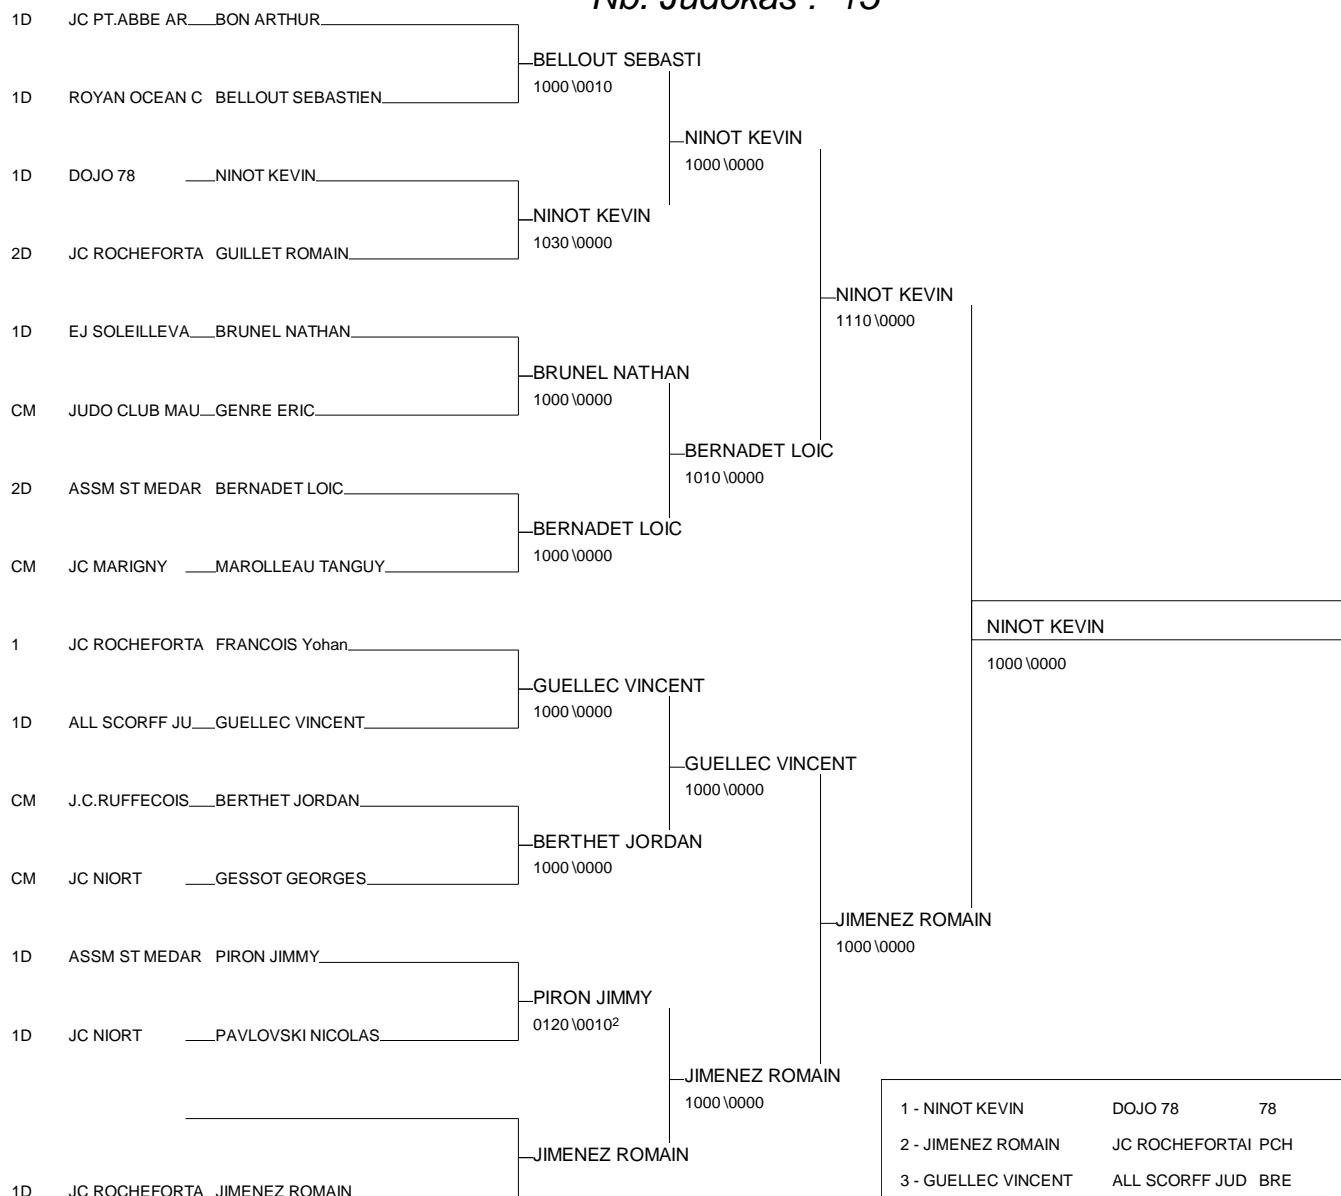 Nb. Judokas : 15
1D JC PT.ABBE AR BON ARTHUR
BELLOUT SEBASTI
1000 \0010
1D ROYAN OCEAN C BELLOUT SEBASTIEN
NINOT KEVIN
1000 \0000
1D DOJO 78 NINOT KEVIN
NINOT KEVIN
1030 \0000
2D JC ROCHEFORTA GUILLET ROMAIN
NINOT KEVIN
1110 \0000
1D EJ SOLEILLEVA BRUNEL NATHAN
BRUNEL NATHAN
1000 \0000
CM JUDO CLUB MAU GENRE ERIC
BERNADET LOIC
1010 \0000
2D ASSM ST MEDAR BERNADET LOIC
BERNADET LOIC
1000 \0000
CM JC MARIGNY MAROLLEAU TANGUY
NINOT KEVIN
1000 \0000
1 JC ROCHEFORTA FRANCOIS Yohan
GUELLEC VINCENT
1000 \0000
1D ALL SCORFF JU GUELLEC VINCENT
GUELLEC VINCENT
1000 \0000
CM J.C.RUFFECOIS BERTHET JORDAN
BERTHET JORDAN
1000 \0000
CM JC NIORT GESSOT GEORGES
JIMENEZ ROMAIN
1000 \0000
1D ASSM ST MEDAR PIRON JIMMY
PIRON JIMMY
0120 \0010²
1D JC NIORT PAVLOVSKI NICOLAS
JIMENEZ ROMAIN
1000 \0000
JIMENEZ ROMAIN
1D JC ROCHEFORTA JIMENEZ ROMAIN
1 - NINOT KEVIN DOJO 78 78
2 - JIMENEZ ROMAIN JC ROCHEFORTAI PCH
3 - GUELLEC VINCENT ALL SCORFF JUD BRE